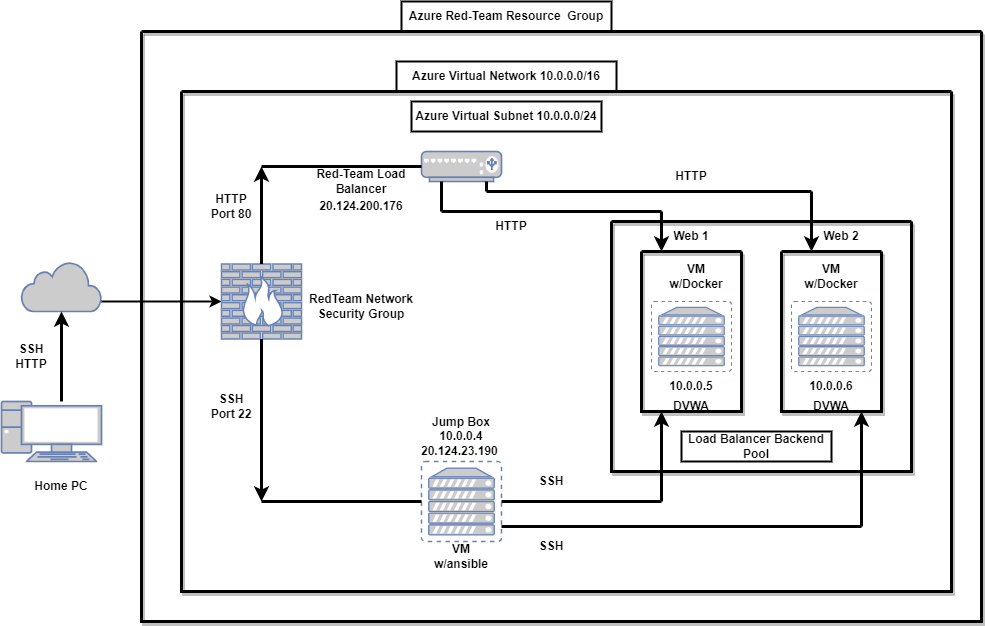 Azure Red-Team Resource Group
Azure Virtual Network 10.0.0.0/16
Azure Virtual Subnet 10.0.0.0/24
Red-Team Load
Balancer
20.124.200.176
HTTP
HTTP
HTTP
Port 80
Web 1
Web 2
VM
w/Docker
VM
w/Docker
RedTeam Network
Security Group
SSH
HTTP
10.0.0.5
DVWA
10.0.0.6
DVWA
SSH
Port 22
Jump Box
10.0.0.4
20.124.23.190
Load Balancer Backend
Pool
Home PC
SSH
SSH
VM
w/ansible